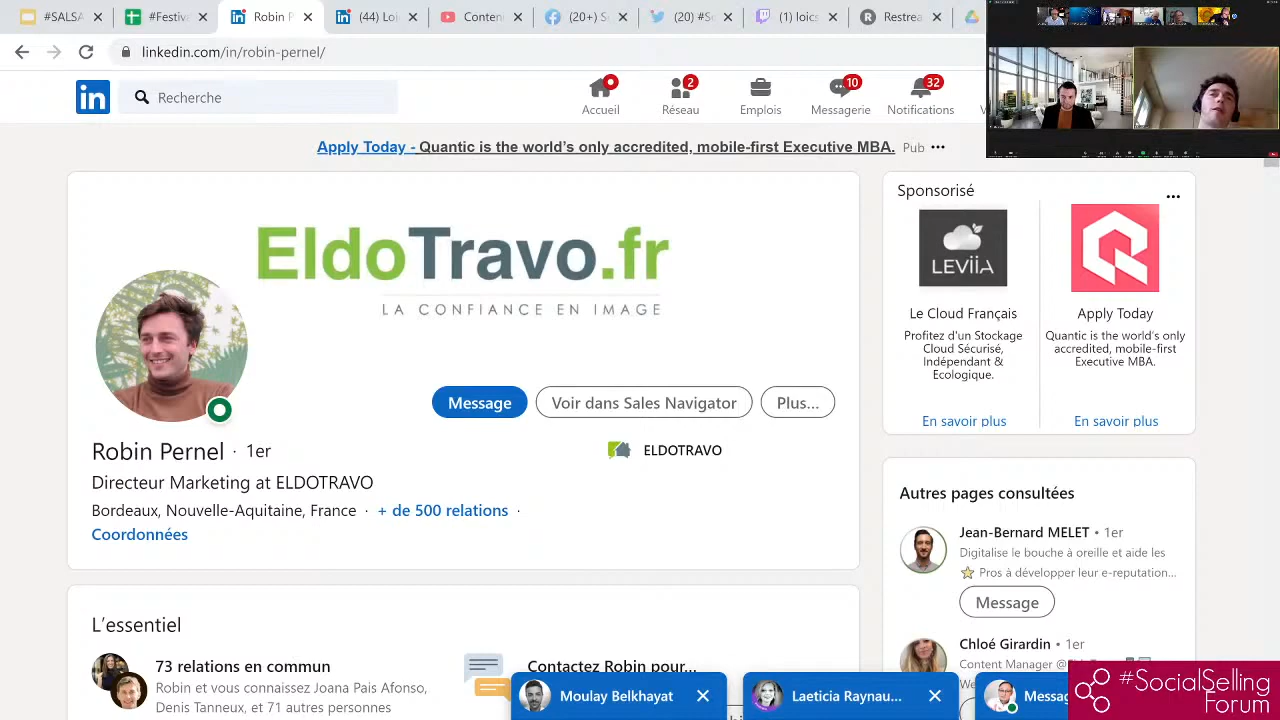 #SALSA
#Festiv
Robin P
(4)
(20)
(1) loic
linkedin.com/in/robin-pernel/
in
Recherche
2
10
32
Accueil
Réseau
Emplois
Messagerie
Notifications
Apply Today - Quantic is the world's only accredited, mobile-first Executive MBA.
Pub
EldoTravo.fr
LA CONFIANCE EN IMAGE
Message
Voir dans Sales Navigator
Plus...
Robin Pernel · 1er
ELDOTRAVO
Directeur Marketing at ELDOTRAVO
Bordeaux, Nouvelle-Aquitaine, France · + de 500 relations ·
Coordonnées
L'essentiel
73 relations en commun
Robin et vous connaissez Joana Pais Afonso,
Denis Tanneux, et 71 autres personnes
Contactez Robin pour...
Sponsorisé
LEViiA
Le Cloud Français
Profitez d'un Stockage
Cloud Sécurisé,
Indépendant &
Ecologique.
En savoir plus
Apply Today
Quantic is the world's only
accredited, mobile-first
Executive MBA.
En savoir plus
Autres pages consultées
Jean-Bernard MELET • 1er
Digitalise le bouche à oreille et aide les
Pros à développer leur e-reputation...
Message
Chloé Girardin • 1er
Content Manager
Moulay Belkhayat
Laeticia Raynau...
Messa
#SocialSelling
Forum